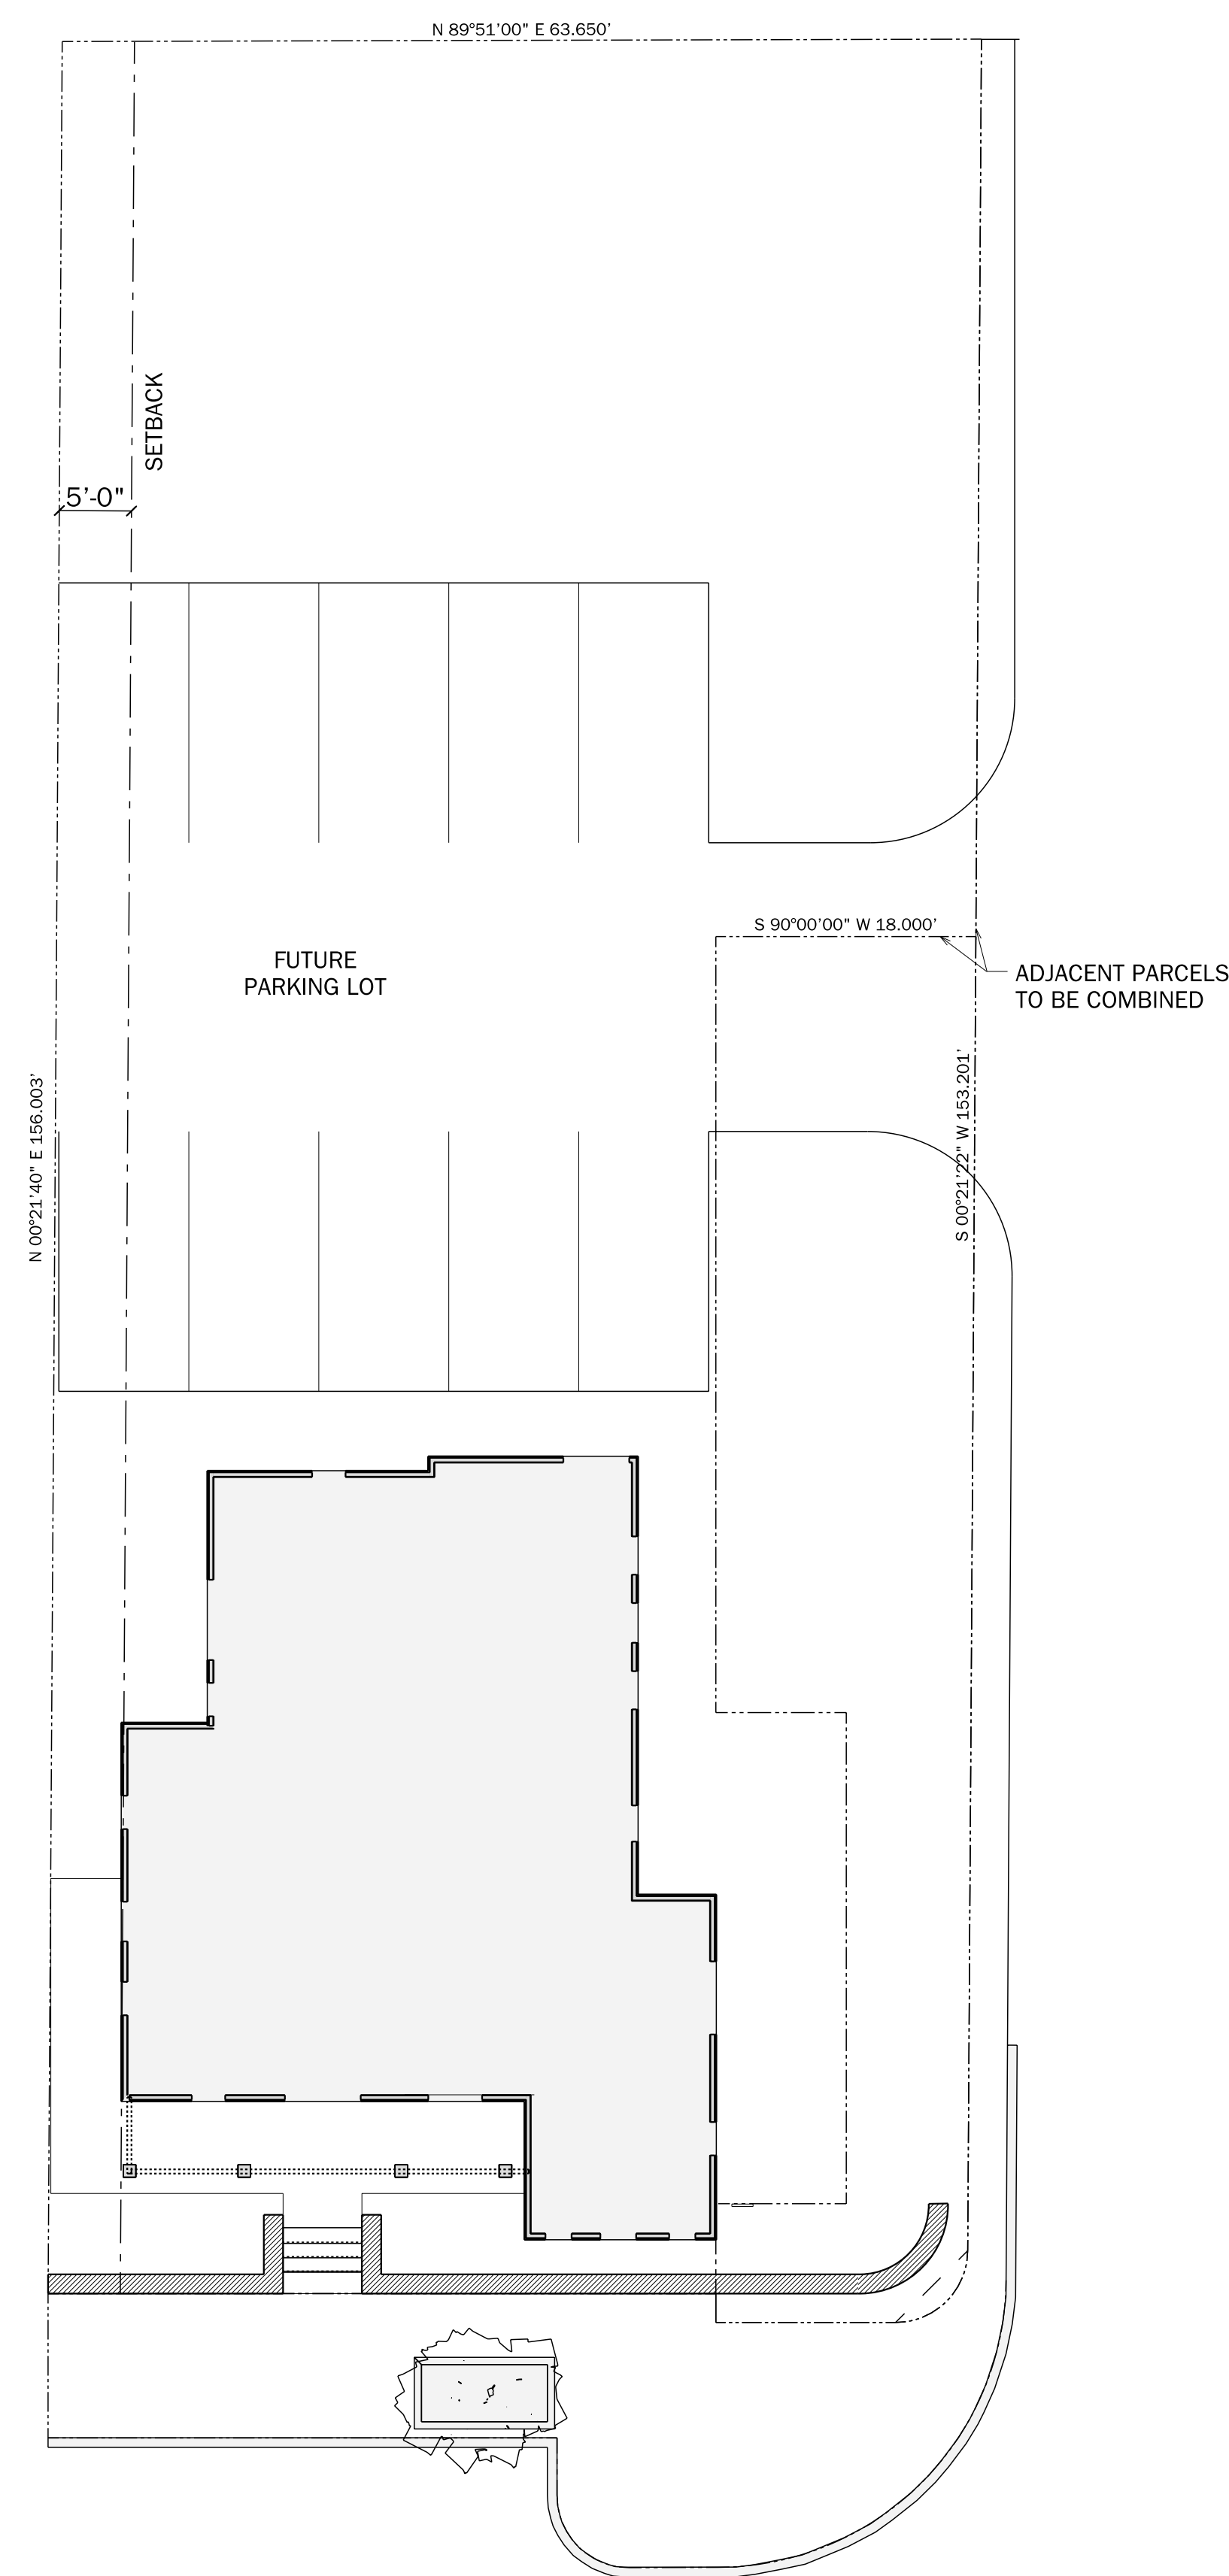 N 89°51'00" E 63.650'
SETBACK
5'-0"
S 90°00'00" W 18.000'
FUTURE
PARKING LOT
ADJACENT PARCELS
TO BE COMBINED
N 00°21'40" E 156.003'
S 00°21'22" W 153.201'